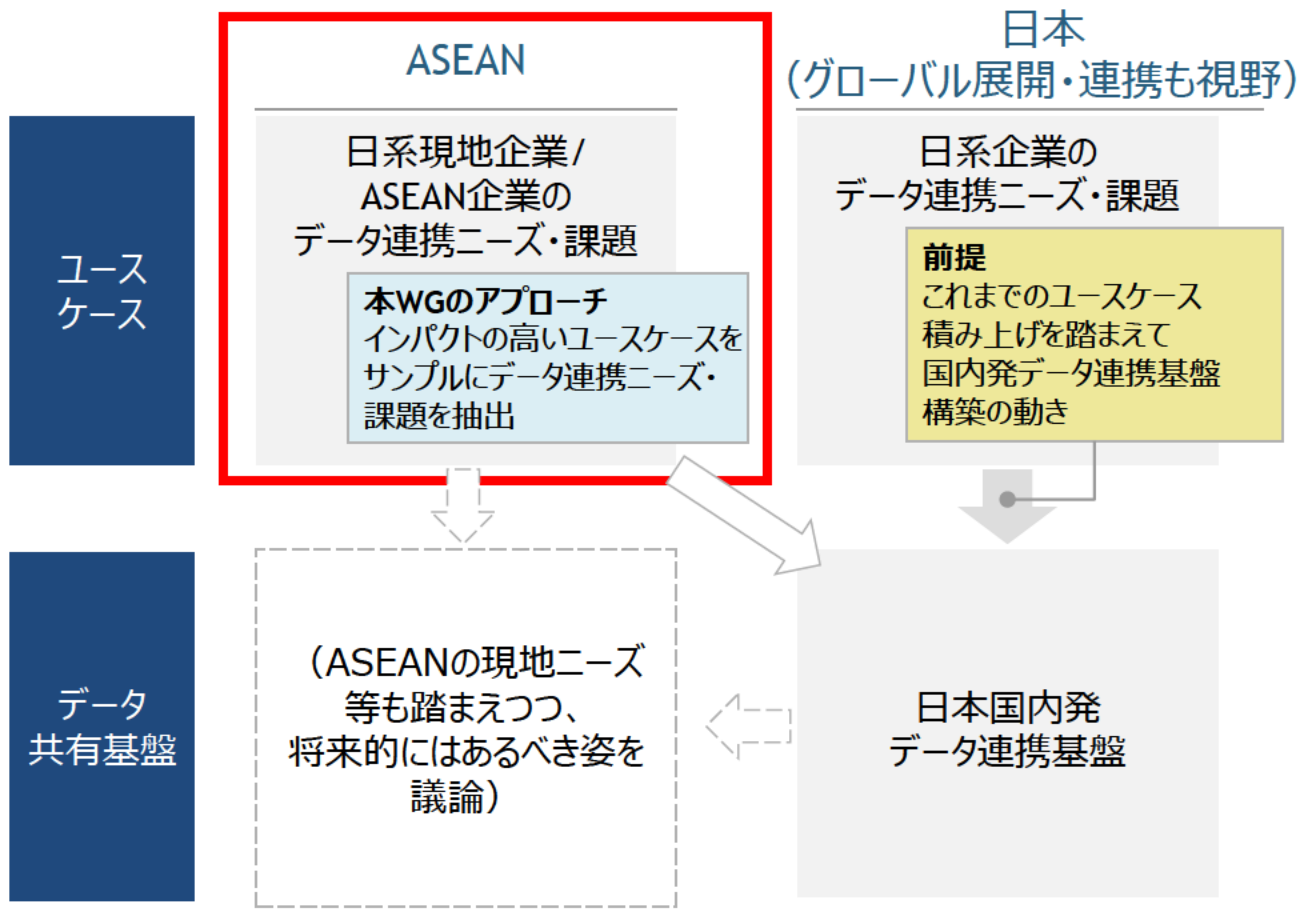 ASEAN
日本
（グローバル展開・連携も視野）
ユース
ケース
日系現地企業/
ASEAN企業の
データ連携ニーズ・課題
本WGのアプローチ
インパクトの高いユースケースを
サンプルにデータ連携ニーズ・
課題を抽出
日系企業の
データ連携ニーズ・課題
前提
これまでのユースケース
積み上げを踏まえて
国内発データ連携基盤
構築の動き
データ
共有基盤
（ASEANの現地ニーズ
等も踏まえつつ、
将来的にはあるべき姿を
議論）
日本国内発
データ連携基盤